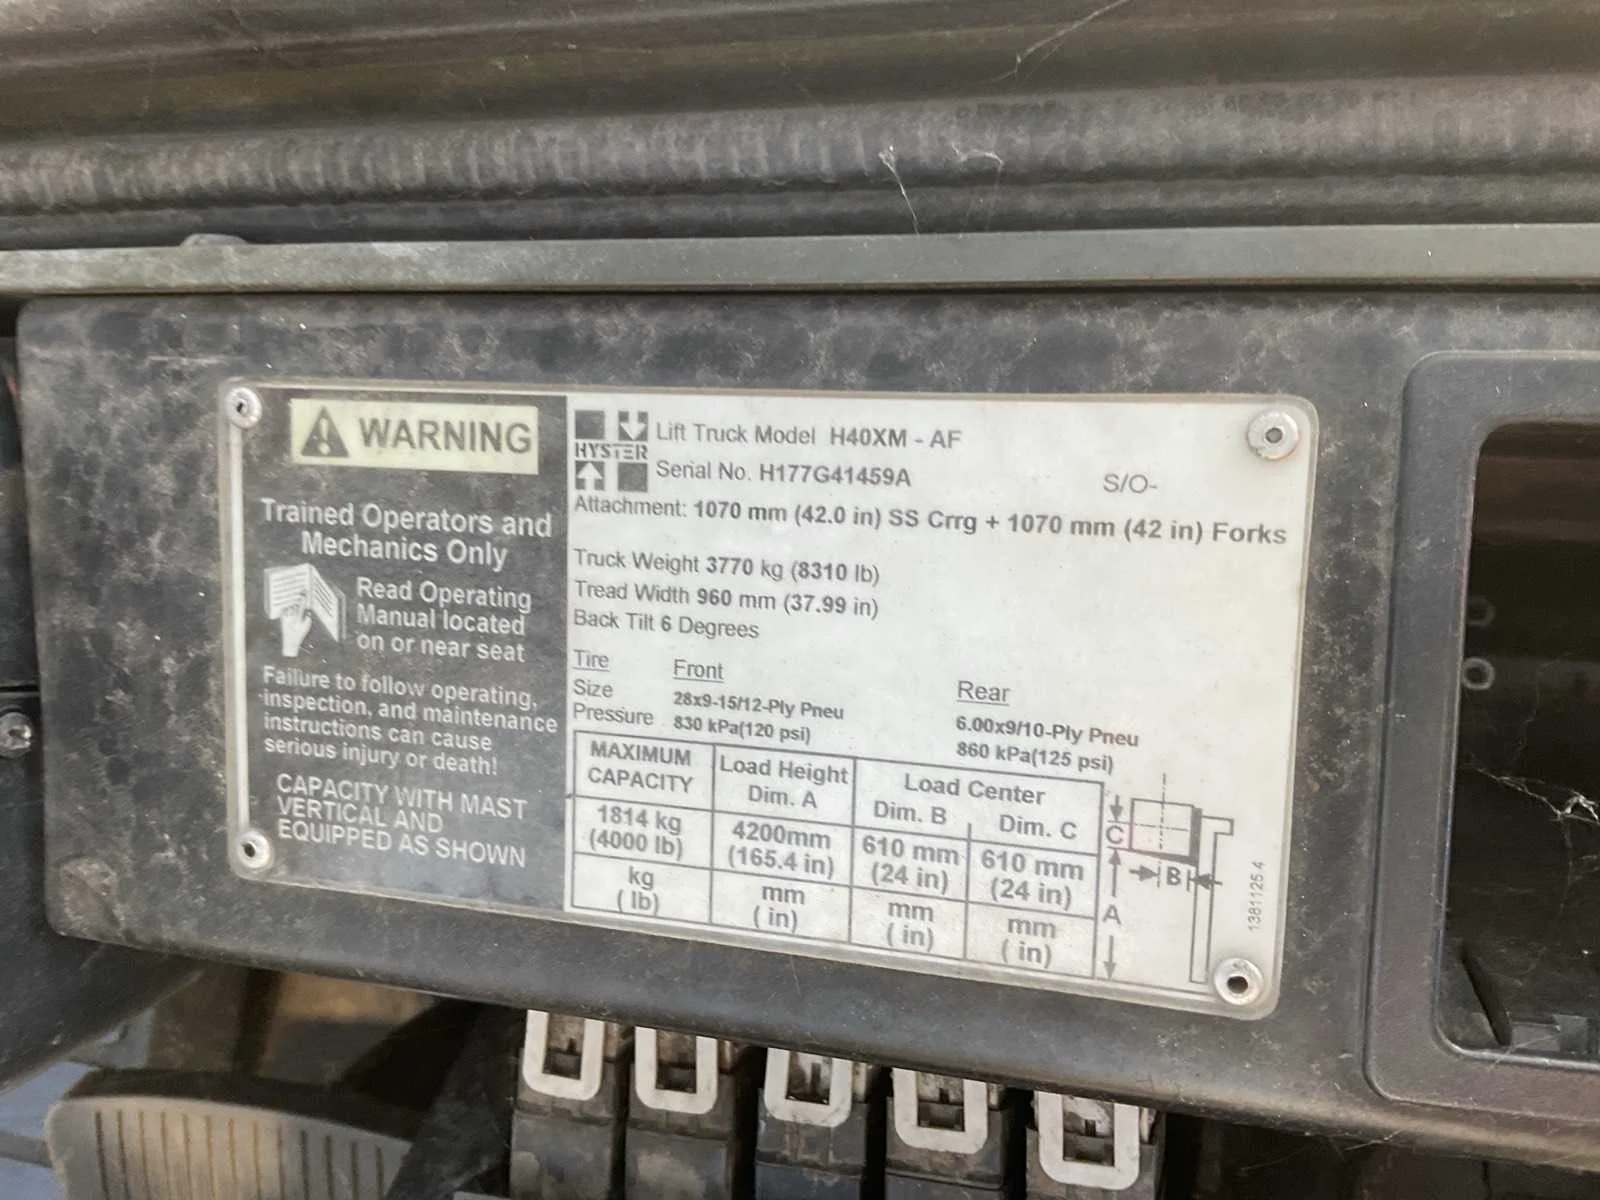 WARNING
Trained Operators and
Mechanics Only
Read Operating
Manual located
on or near seat
Failure to follow operating,
inspection, and maintenance
instructions can cause
serious injury or death!
CAPACITY WITH MAST
VERTICAL AND
EQUIPPED AS SHOWN
HYSTER
Lift Truck Model H40XM - AF
Serial No. H177G41459A S/O-
Attachment: 1070 mm (42.0 in) SS Crrg + 1070 mm (42 in) Forks
Truck Weight 3770 kg (8310 lb)
Tread Width 960 mm (37.99 in)
Back Tilt 6 Degrees
Tire Front Rear
Size 28x9-15/12-Ply Pneu 6.00x9/10-Ply Pneu
Pressure 830 kPa(120 psi) 860 kPa(125 psi)
MAXIMUM
CAPACITY
Load Height
Dim. A
Load Center
Dim. B Dim. C
1814 kg
(4000 lb)
4200mm
(165.4 in)
610 mm
(24 in)
610 mm
(24 in)
kg
( lb)
mm
( in)
mm
( in)
mm
( in)
C
B
A
1381125 4